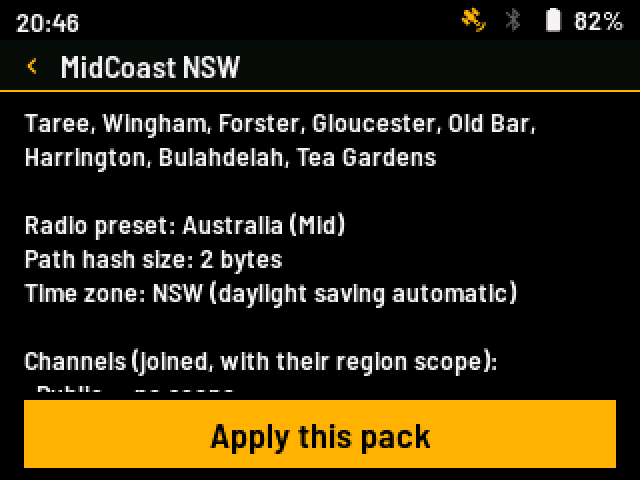 20:46
82%
MidCoast NSW
Taree, Wingham, Forster, Gloucester, Old Bar,
Harrington, Bulahdelah, Tea Gardens
Radio preset: Australia (Mid)
Path hash size: 2 bytes
Time zone: NSW (daylight saving automatic)
Channels (joined, with their region scope):
Apply this pack